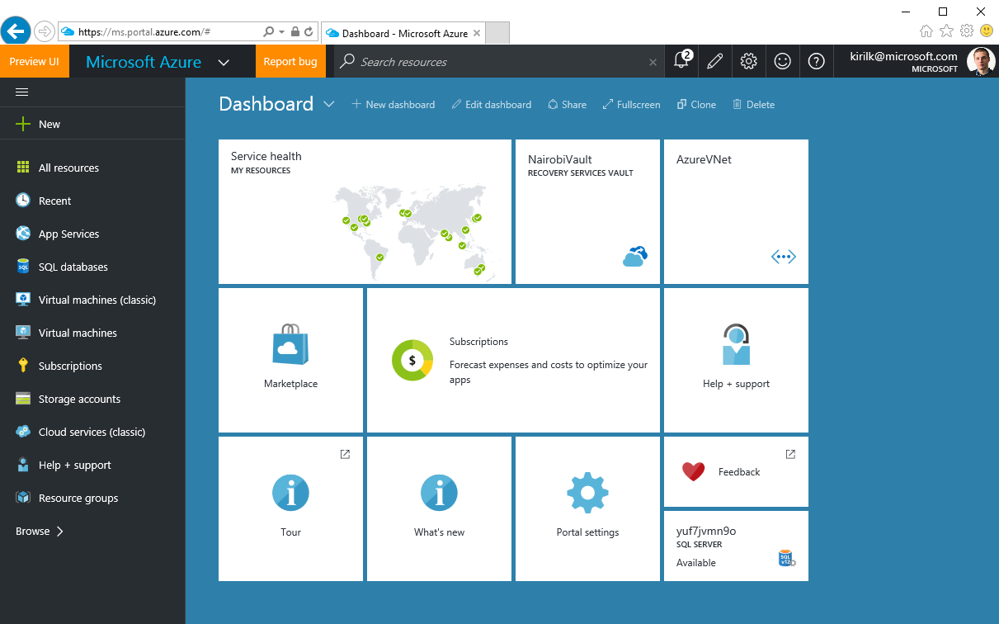 https://ms.portal.azure.com/#
Dashboard - Microsoft Azure
Preview UI
Microsoft Azure
Report bug
Search resources
2
kirilk@microsoft.com
MICROSOFT
New
All resources
Recent
App Services
SQL databases
Virtual machines (classic)
Virtual machines
Subscriptions
Storage accounts
Cloud services (classic)
Help + support
Resource groups
Browse
Dashboard
New dashboard
Edit dashboard
Share
Fullscreen
Clone
Delete
Service health
MY RESOURCES
NairobiVault
RECOVERY SERVICES VAULT
AzureVNet
Marketplace
$
Subscriptions
Forecast expenses and costs to optimize your
apps
Help + support
Tour
What's new
Portal settings
Feedback
yuf7jvmn9o
SQL SERVER
Available
SQL
v12